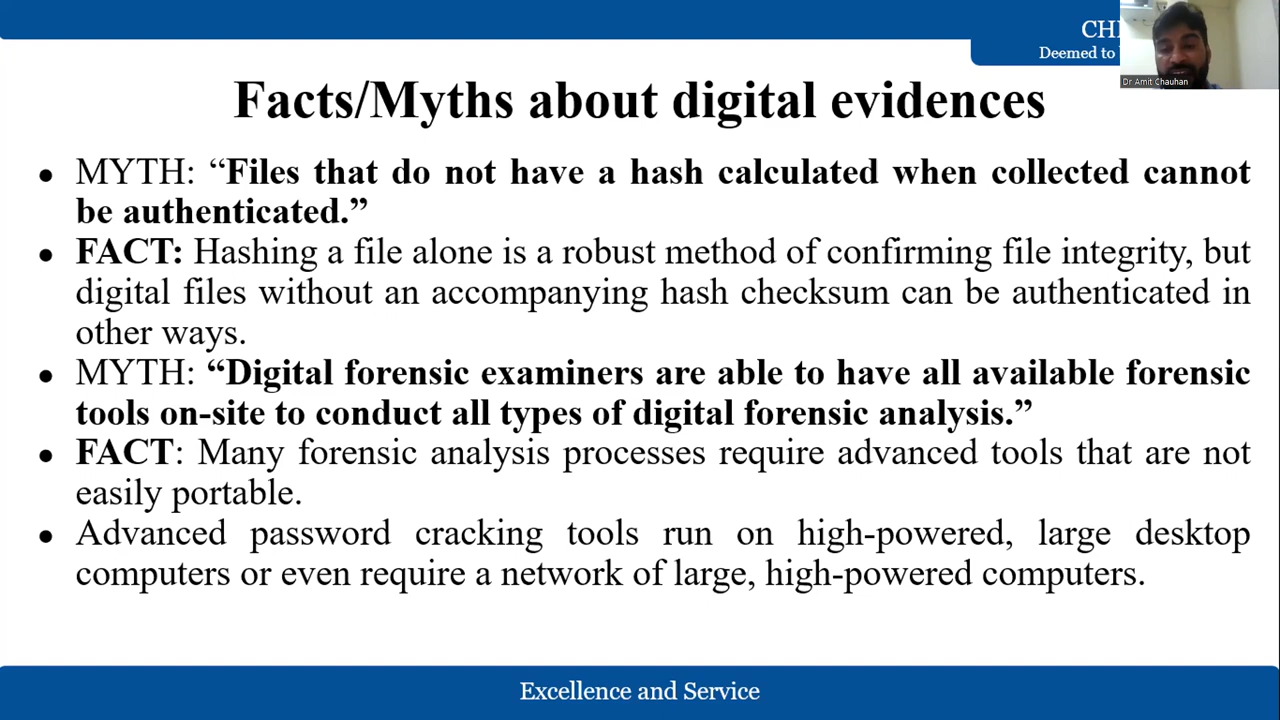 CH
Deemed to
Dr Amit Chauhan
Facts/Myths about digital evidences
● MYTH: “Files that do not have a hash calculated when collected cannot
be authenticated.”
● FACT: Hashing a file alone is a robust method of confirming file integrity, but
digital files without an accompanying hash checksum can be authenticated in
other ways.
● MYTH: “Digital forensic examiners are able to have all available forensic
tools on-site to conduct all types of digital forensic analysis.”
● FACT: Many forensic analysis processes require advanced tools that are not
easily portable.
● Advanced password cracking tools run on high-powered, large desktop
computers or even require a network of large, high-powered computers.
Excellence and Service